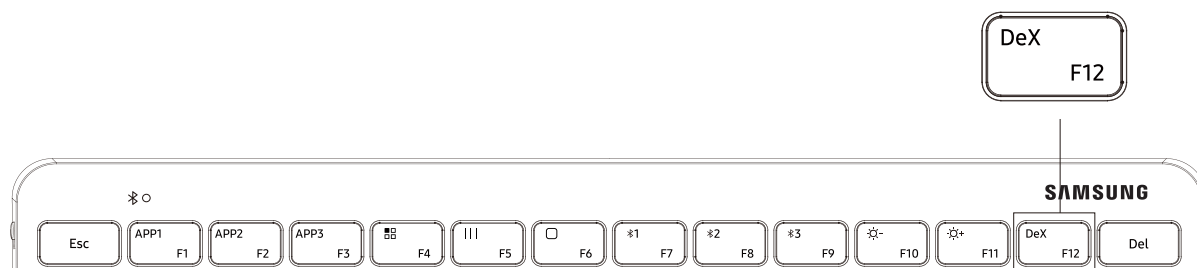 DeX
F12
SAMSUNG
Esc
APP1
F1
APP2
F2
APP3
F3
F4
F5
F6
1
F7
2
F8
3
F9
-
F10
+
F11
DeX
F12
Del